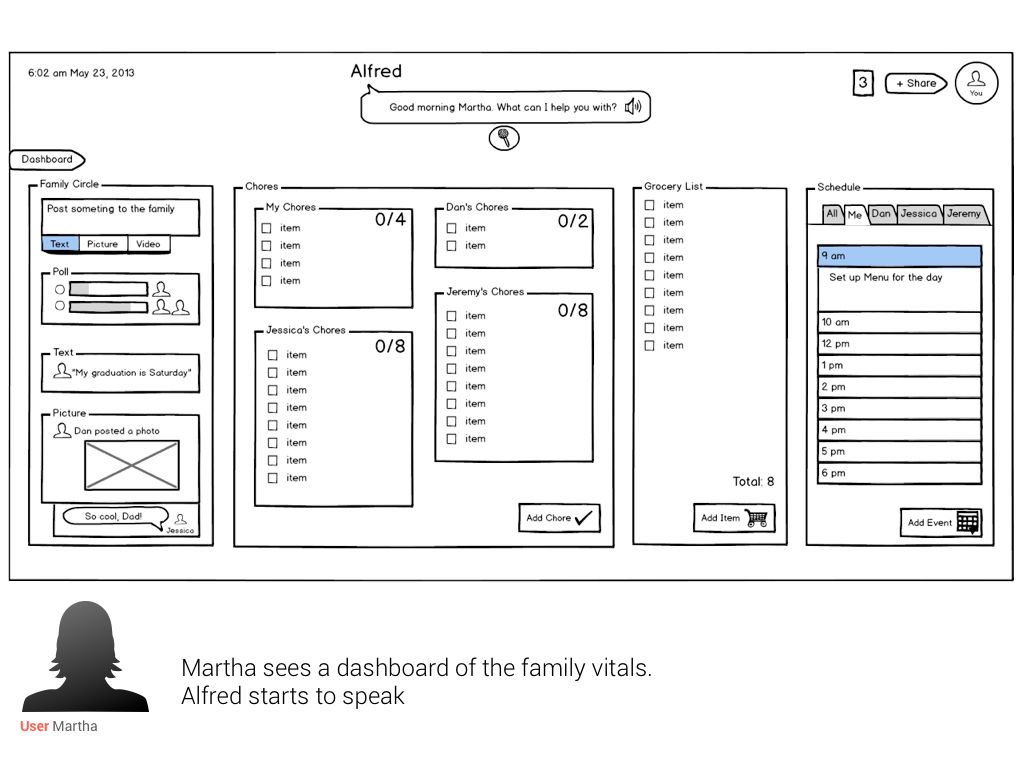 6:02 am May 23, 2013
Alfred
Good morning Martha. What can I help you with?
3
+ Share
You
Dashboard
Family Circle
Post someting to the family
Text Picture Video
Poll
Text
"My graduation is Saturday"
Picture
Dan posted a photo
So cool, Dad!
Jessica
Chores
My Chores
0/4
item
item
item
item
Jessica's Chores
0/8
item
item
item
item
item
item
item
item
Dan's Chores
0/2
item
item
Jeremy's Chores
0/8
item
item
item
item
item
item
item
item
Add Chore
Grocery List
item
item
item
item
item
item
item
item
item
Total: 8
Add Item
Schedule
All Me Dan Jessica Jeremy
9 am
Set up Menu for the day
10 am
12 pm
1 pm
2 pm
3 pm
4 pm
5 pm
6 pm
Add Event
Martha sees a dashboard of the family vitals.
Alfred starts to speak
User Martha